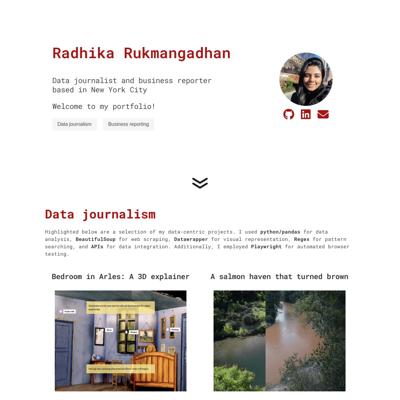 Radhika Rukmangadhan
Data journalist and business reporter
based in New York City
Welcome to my portfolio!
Data journalism
Business reporting
Data journalism
Highlighted below are a selection of my data-centric projects. I used python/pandas for data
analysis, BeautifulSoup for web scraping, Datawrapper for visual representation, Regex for pattern
searching, and APIs for data integration. Additionally, I employed Playwright for automated browser
testing.
Bedroom in Arles: A 3D explainer
A salmon haven that turned brown